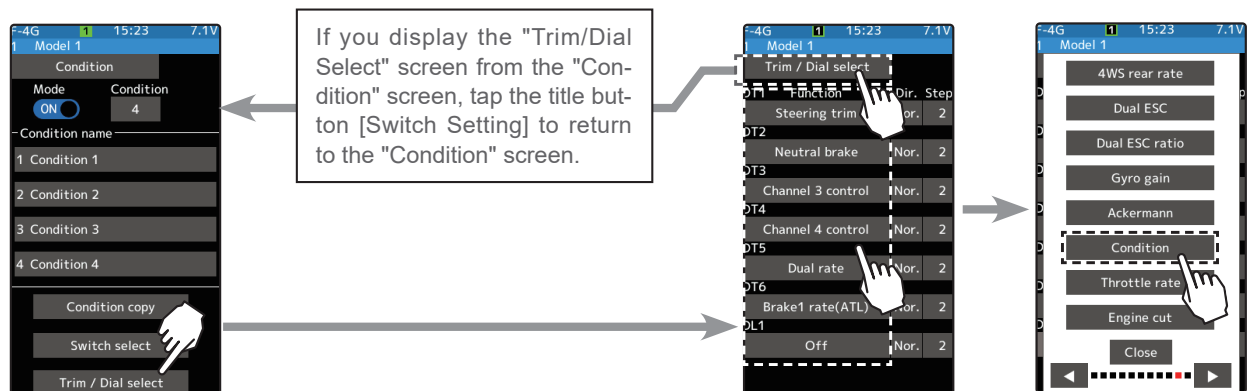 If you display the "Trim/Dial
Select" screen from the "Con-
dition" screen, tap the title but-
ton [Switch Setting] to return
to the "Condition" screen.
-4G 1 15:23 7.1V
1 Model 1
Condition
Mode Condition
ON 4
Condition name
1 Condition 1
2 Condition 2
3 Condition 3
4 Condition 4
Condition copy
Switch select
Trim / Dial select
-4G 1 15:23 7.1V
1 Model 1
Trim / Dial select
DT1 Function Dir. Step
Steering trim Nor. 2
DT2
Neutral brake Nor. 2
DT3
Channel 3 control Nor. 2
DT4
Channel 4 control Nor. 2
DT5
Dual rate Nor. 2
DT6
Brake1 rate(ATL) Nor. 2
DL1
Off Nor. 2
-4G 1 15:23 7.1V
1 Model 1
4WS rear rate
Dual ESC
Dual ESC ratio
Gyro gain
Ackermann
Condition
Throttle rate
Engine cut
Close